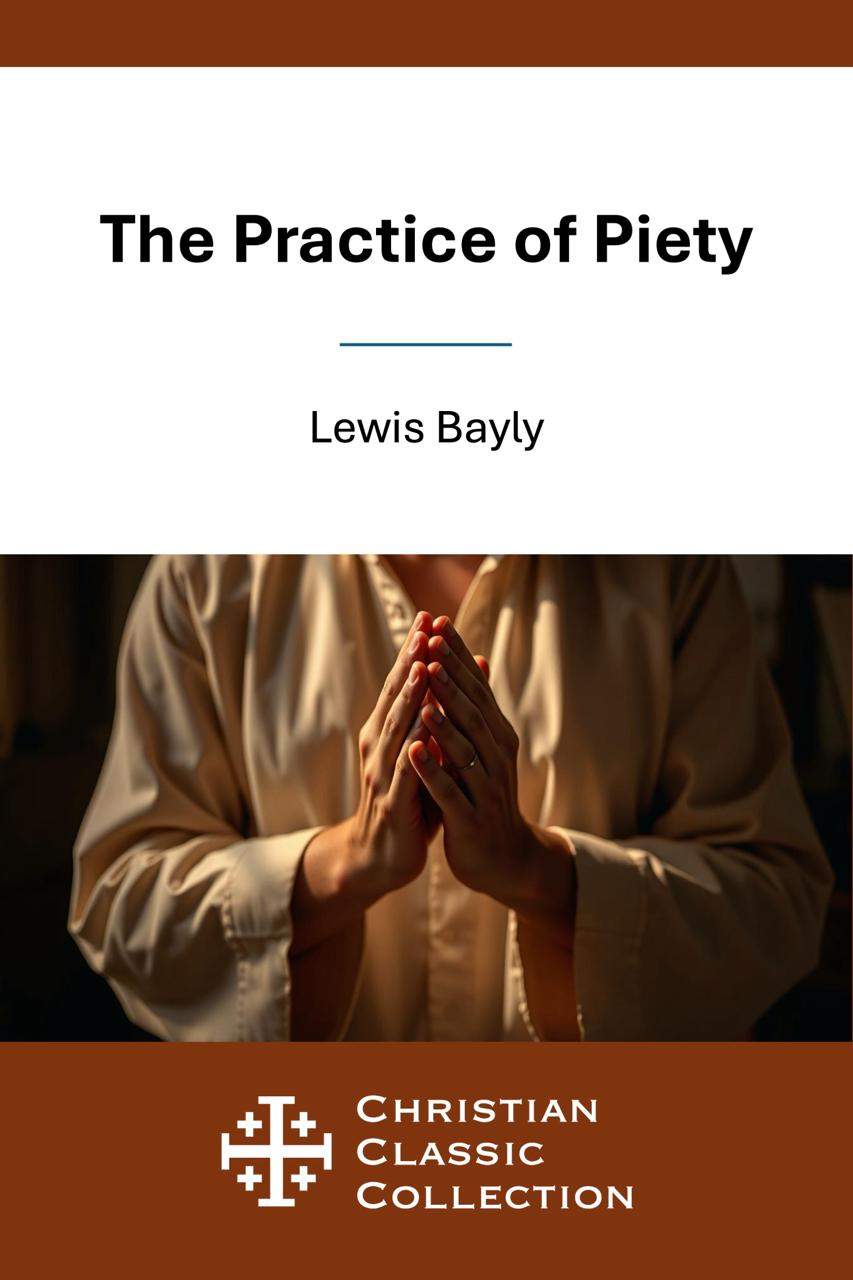 The Practice of Piety
Lewis Bayly
Christian
Classic
Collection